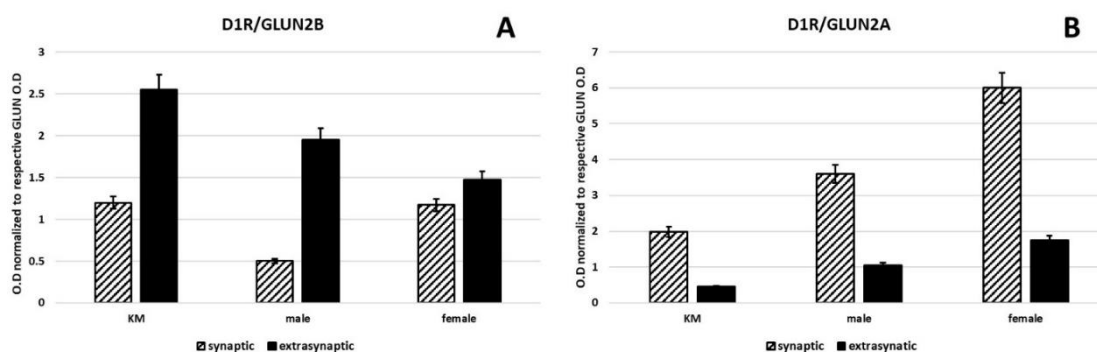 D1R/GLUN2B
A
O.D normalized to respective GLUN O.D
3
2.5
2
1.5
1
0.5
0
KM male female
synaptic extrasynatic
D1R/GLUN2A
B
O.D normalized to respective GLUN O.D
7
6
5
4
3
2
1
0
KM male female
synaptic extrasynaptic